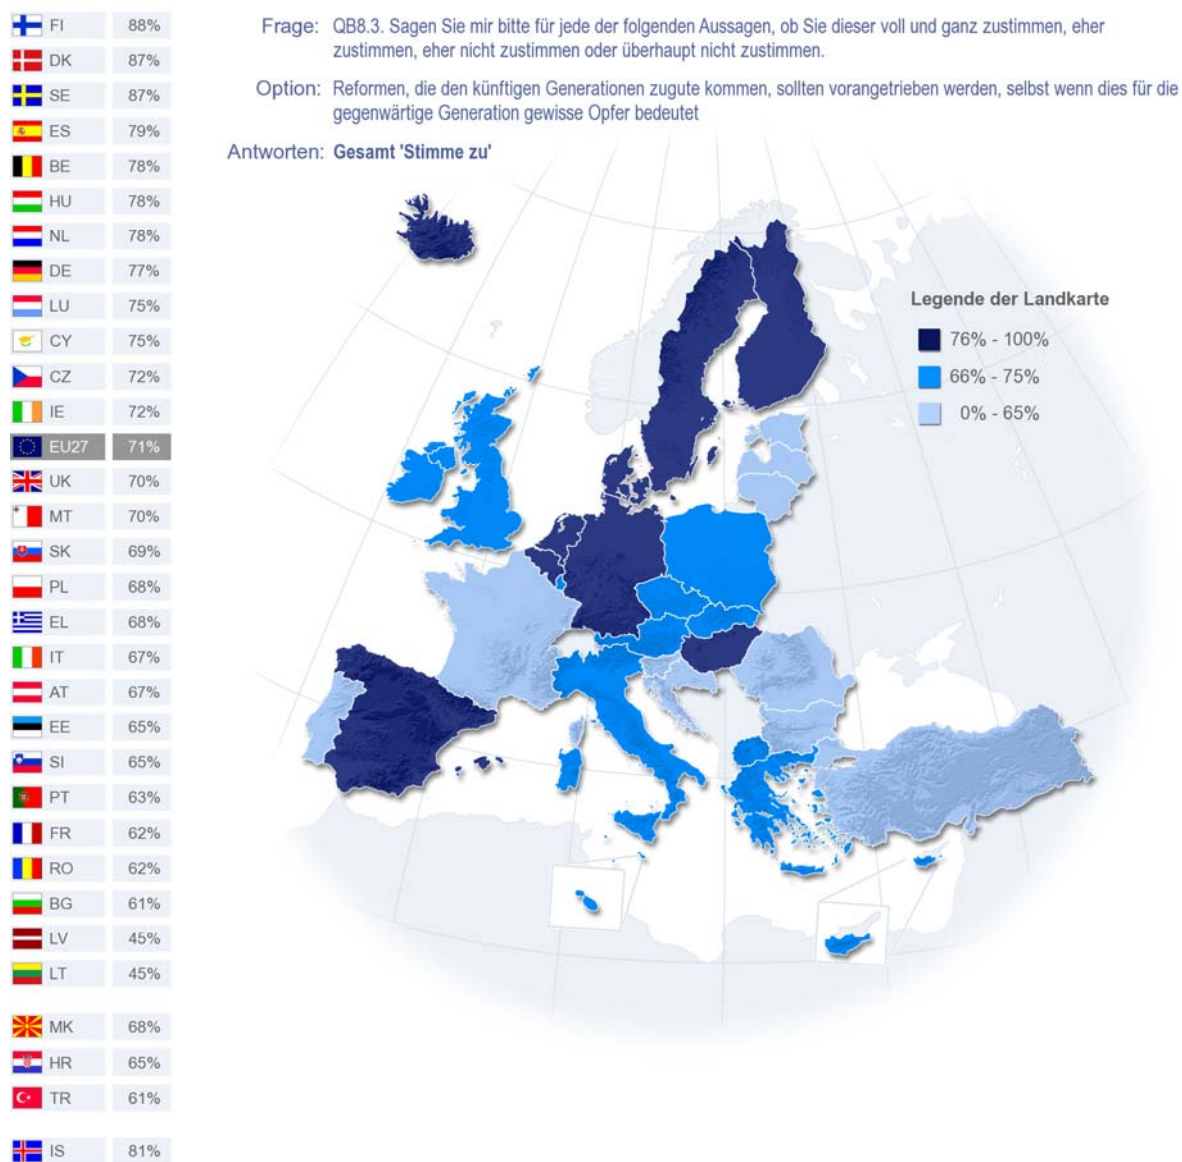 Frage: QB8.3. Sagen Sie mir bitte für jede der folgenden Aussagen, ob Sie dieser voll und ganz zustimmen, eher
zustimmen, eher nicht zustimmen oder überhaupt nicht zustimmen.
Option: Reformen, die den künftigen Generationen zugute kommen, sollten vorangetrieben werden, selbst wenn dies für die
gegenwärtige Generation gewisse Opfer bedeutet
Antworten: Gesamt 'Stimme zu'
FI 88%
DK 87%
SE 87%
ES 79%
BE 78%
HU 78%
NL 78%
DE 77%
LU 75%
CY 75%
CZ 72%
IE 72%
EU27 71%
UK 70%
MT 70%
SK 69%
PL 68%
EL 68%
IT 67%
AT 67%
EE 65%
SI 65%
PT 63%
FR 62%
RO 62%
BG 61%
LV 45%
LT 45%
MK 68%
HR 65%
TR 61%
IS 81%
Legende der Landkarte
76% - 100%
66% - 75%
0% - 65%